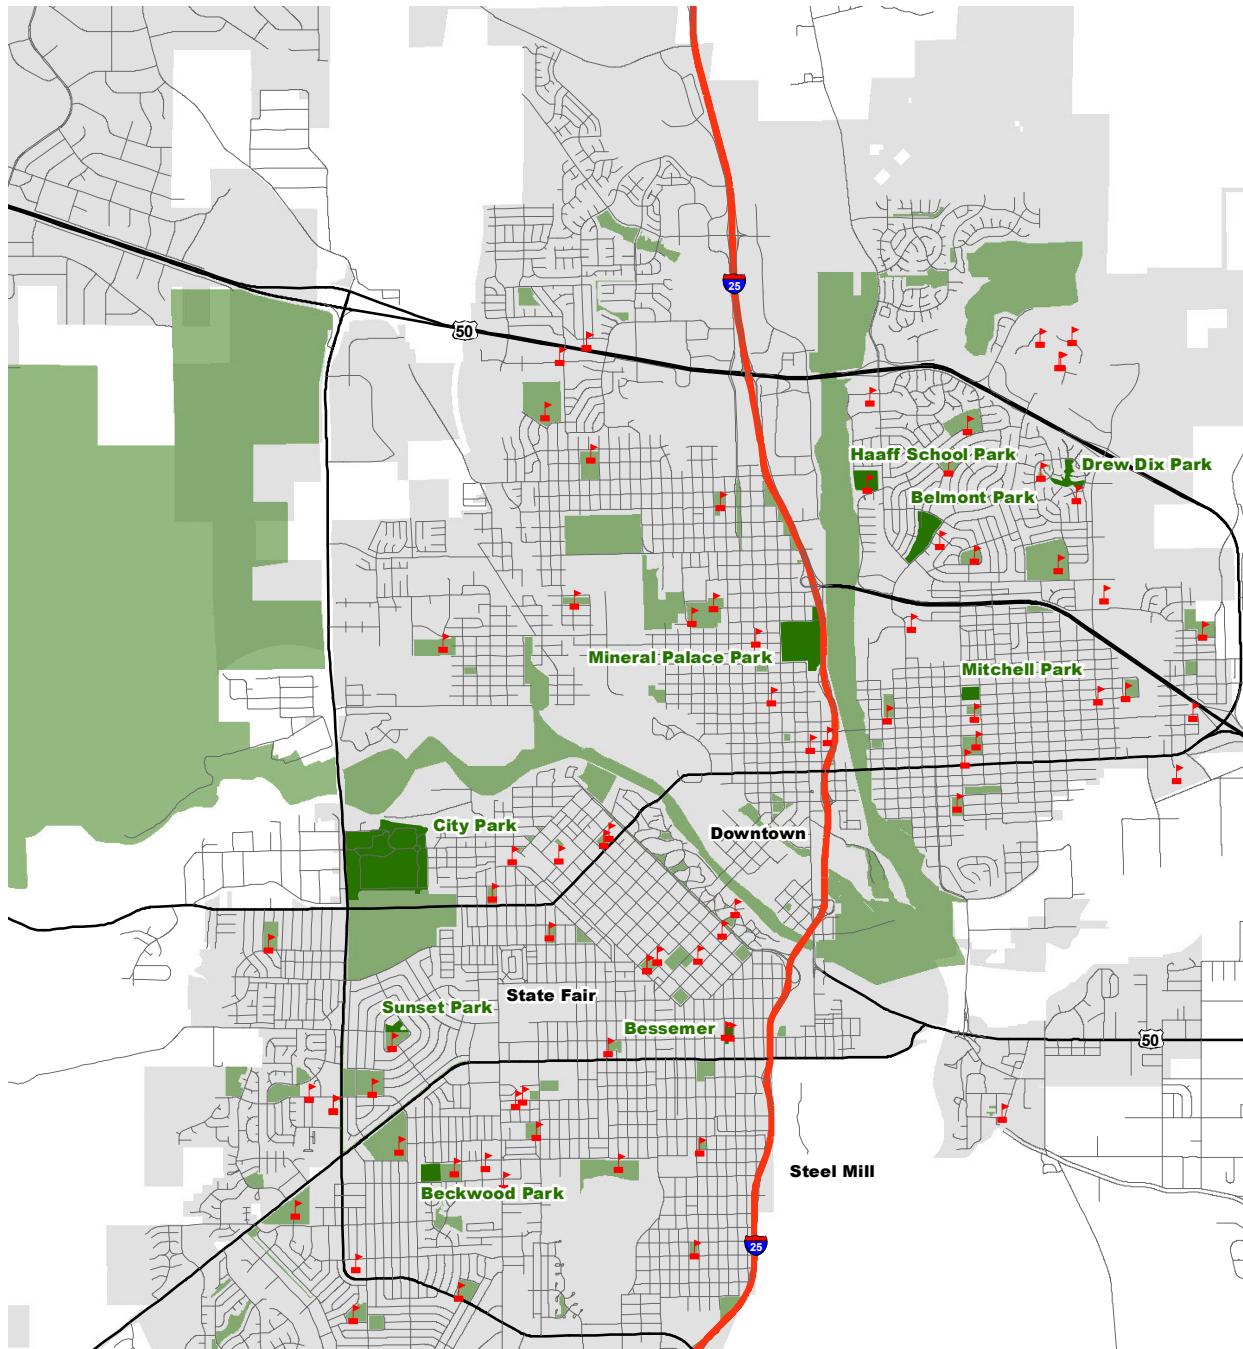 25
50
Haaff School Park
Drew Dix Park
Belmont Park
Mineral Palace Park
Mitchell Park
City Park
Downtown
State Fair
Sunset Park
Bessemer
50
Steel Mill
Beckwood Park
25